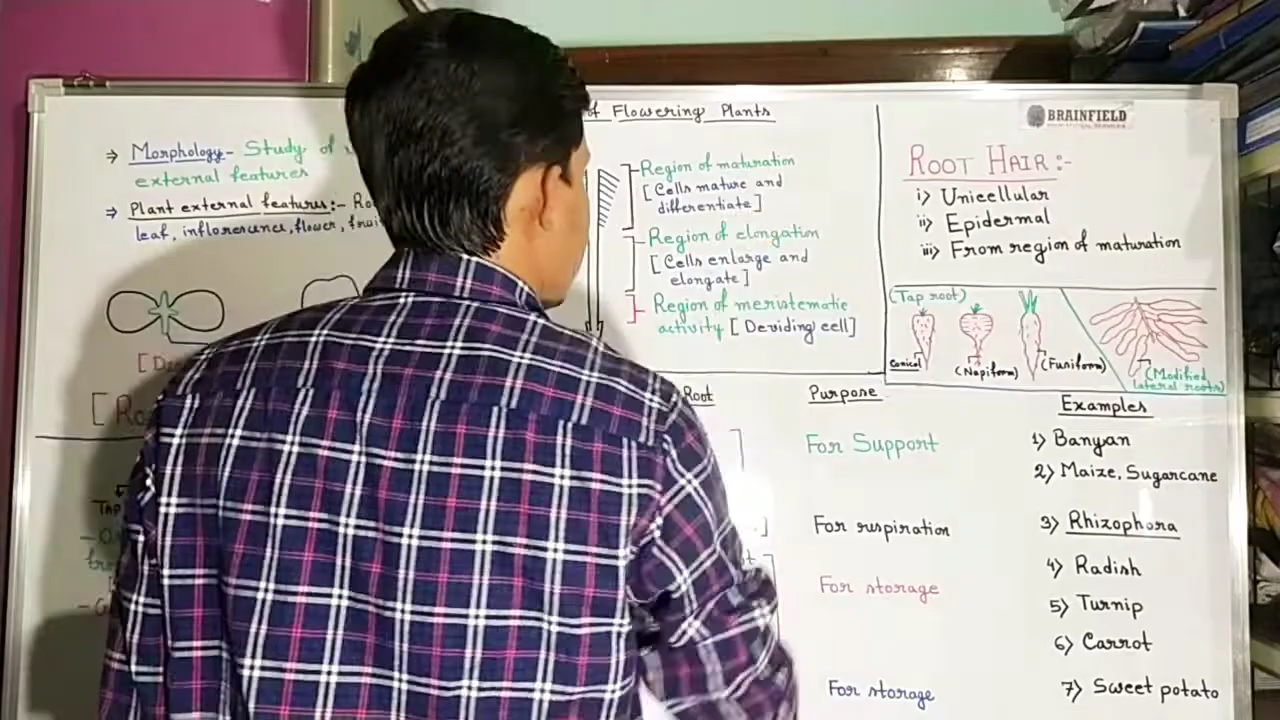 of Flowering Plants
⇒ Morphology- Study of
external features
⇒ Plant external features:-
leaf, inflorescence, flower,
Region of maturation
[Cells mature and
differentiate]
Region of elongation
[Cells enlarge and
elongate]
Region of meristematic
activity [Deviding cell]
BRAINFIELD
ROOT HAIR:-
i) Unicellular
ii) Epidermal
iii) From region of maturation
(Tap root)
Conical
(Napiform)
(Fusiform)
(Modified
lateral roots)
Root
Purpose
Examples
For Support
1) Banyan
2) Maize, Sugarcane
For respiration
3) Rhizophora
For storage
4) Radish
5) Turnip
6) Carrot
For storage
7) Sweet potato